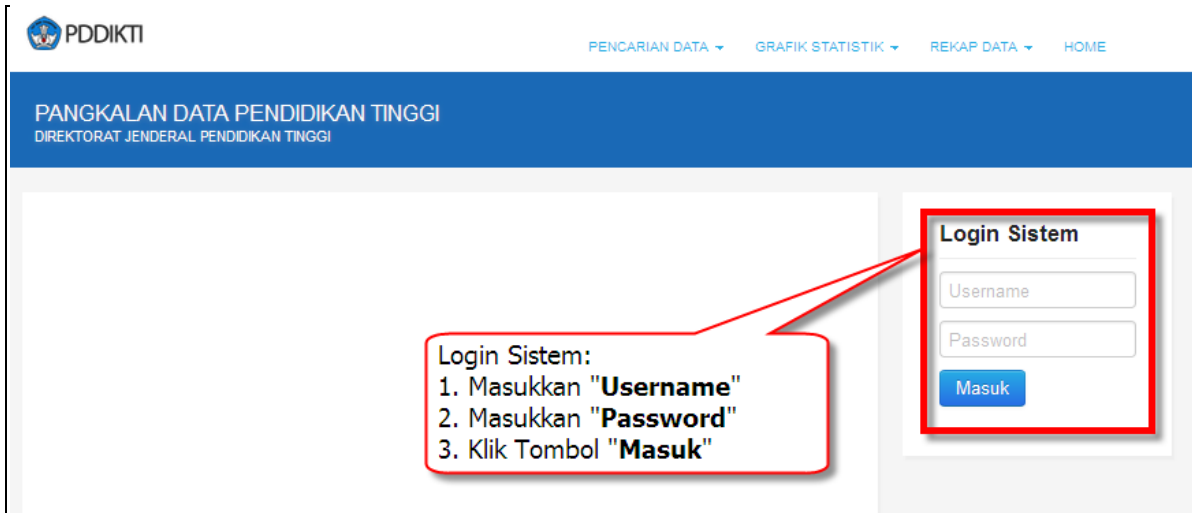 PDDIKTI
PENCARIAN DATA GRAFIK STATISTIK REKAP DATA HOME
PANGKALAN DATA PENDIDIKAN TINGGI
DIREKTORAT JENDERAL PENDIDIKAN TINGGI
Login Sistem
Username
Password
Masuk
Login Sistem:
1. Masukkan "Username"
2. Masukkan "Password"
3. Klik Tombol "Masuk"